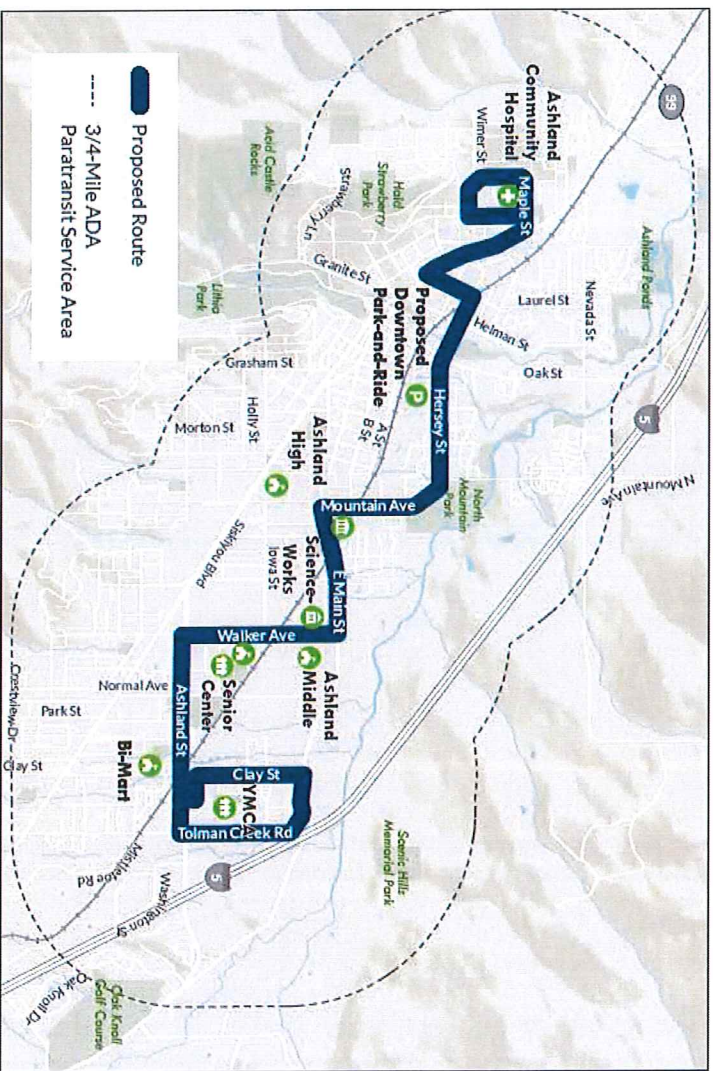 99
Ashland
Community
Hospital
Wimer St
Maple St
Ashland Ponds
Nevada St
Laurel St
Helman St
Oak St
Hald
Strawberry
Park
Strawberry Ln
Granite St
Acid Castle
Rocks
Lithia
Park
Proposed
Downtown
Park-and-Ride
P
Hersey St
A St
B St
5
N Mountain Ave
North
Mountain
Park
Grasham St
Holly St
Morton St
Ashland
High
Mountain Ave
Siskiyou Blvd
Science-
Works
Iowa St
E Main St
Walker Ave
Ashland
Middle
Senior
Center
Normal Ave
Ashland St
Park St
Crestview Dr
Clay St
Bi-Mart
Clay St
YMCA
Tolman Creek Rd
Scenic Hills
Memorial Park
5
Mistletoe Rd
Washington St
Oak Knoll Dr
Oak Knoll
Golf Course
Proposed Route
3/4-Mile ADA
Paratransit Service Area